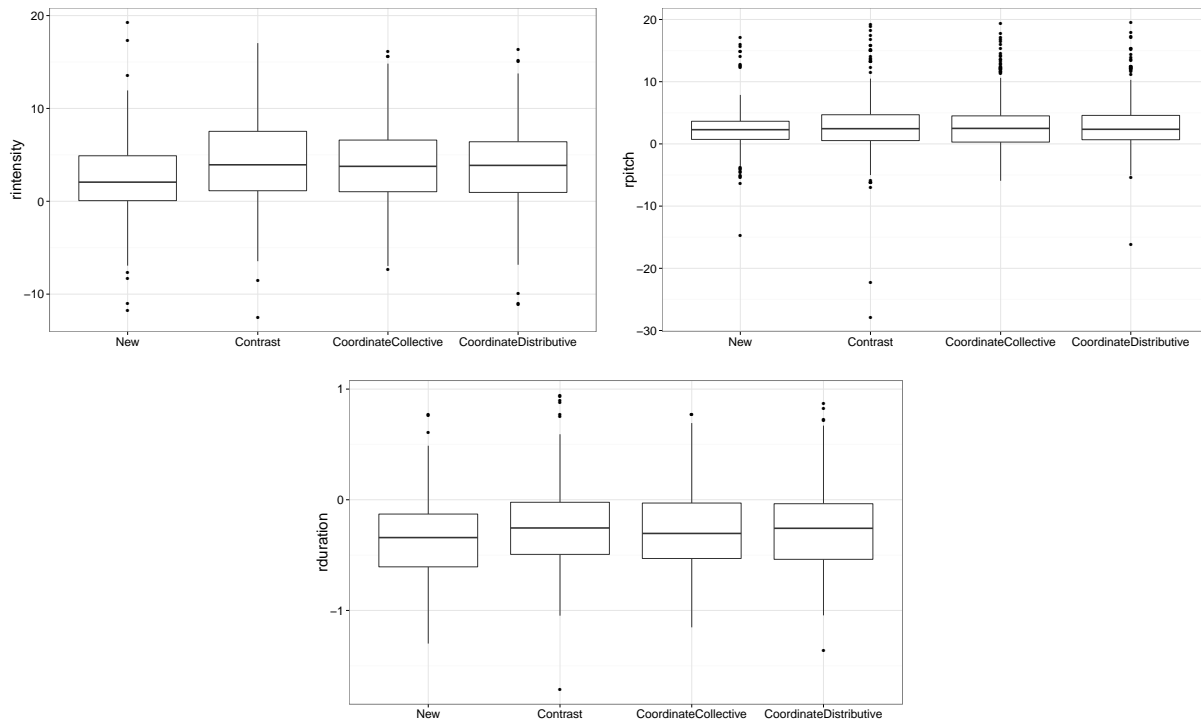 20
10
0
−10
rintensity
New Contrast CoordinateCollective CoordinateDistributive
20
10
0
−10
−20
−30
rpitch
New Contrast CoordinateCollective CoordinateDistributive
1
0
−1
rduration
New Contrast CoordinateCollective CoordinateDistributive